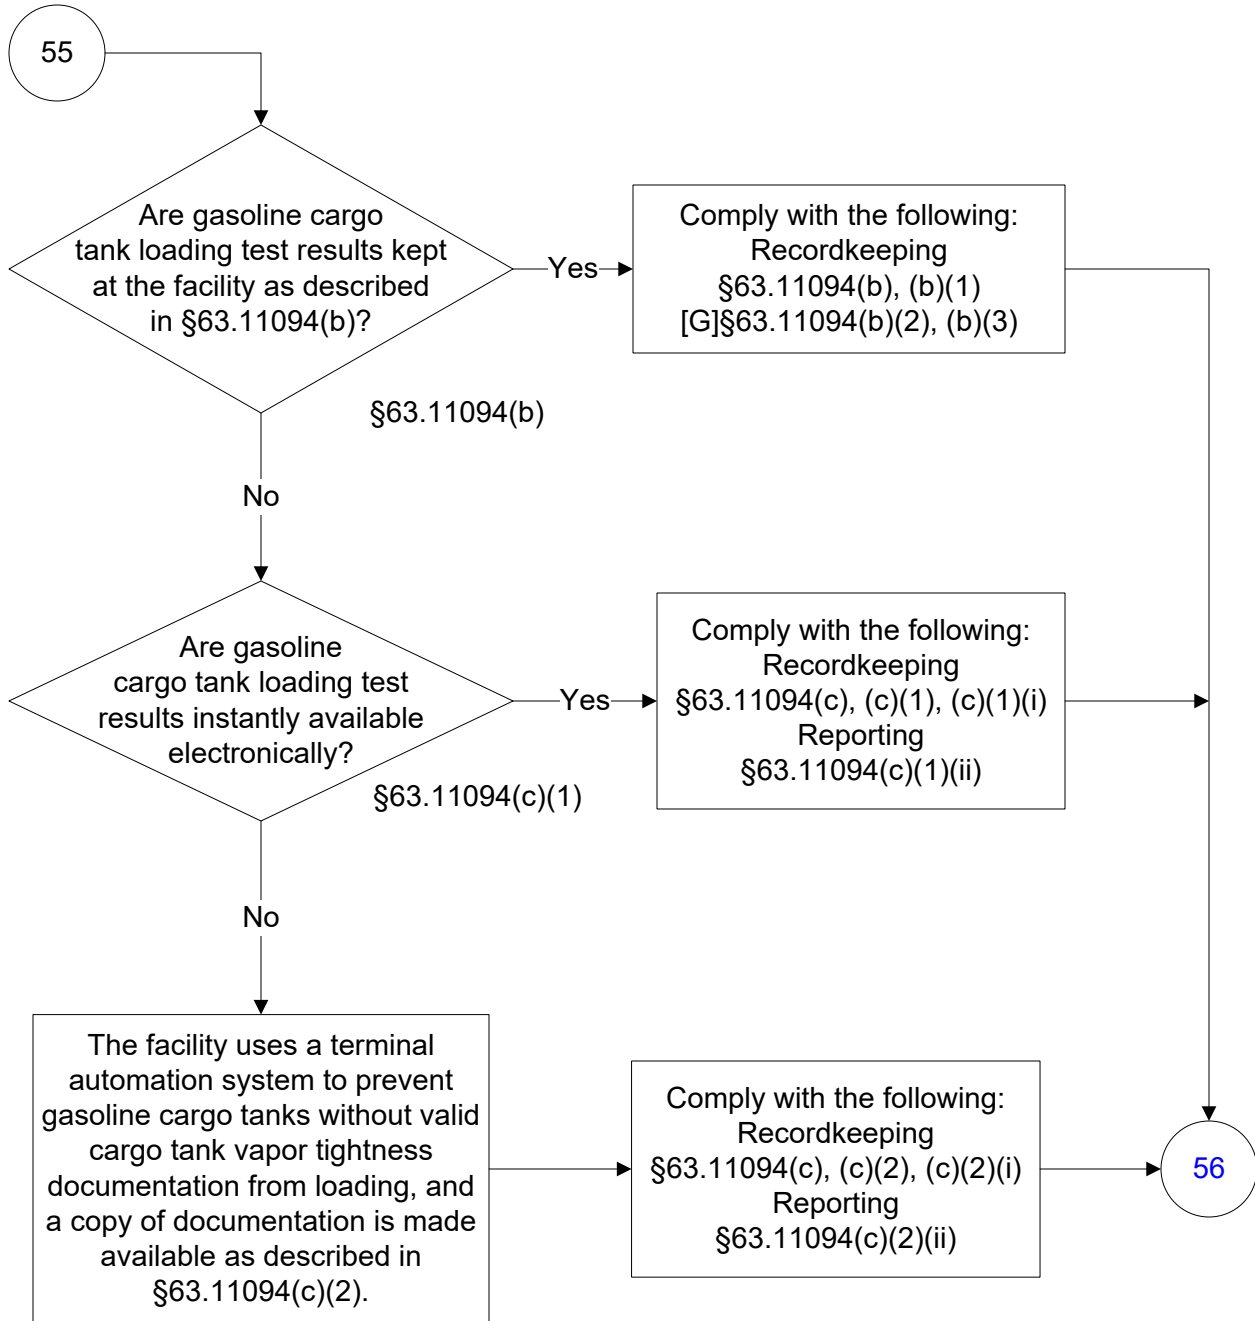 55
Are gasoline cargo
tank loading test results kept
at the facility as described
in §63.11094(b)?
Yes
Comply with the following:
Recordkeeping
§63.11094(b), (b)(1)
[G]§63.11094(b)(2), (b)(3)
§63.11094(b)
No
Are gasoline
cargo tank loading test
results instantly available
electronically?
Yes
Comply with the following:
Recordkeeping
§63.11094(c), (c)(1), (c)(1)(i)
Reporting
§63.11094(c)(1)(ii)
§63.11094(c)(1)
No
The facility uses a terminal
automation system to prevent
gasoline cargo tanks without valid
cargo tank vapor tightness
documentation from loading, and
a copy of documentation is made
available as described in
§63.11094(c)(2).
Comply with the following:
Recordkeeping
§63.11094(c), (c)(2), (c)(2)(i)
Reporting
§63.11094(c)(2)(ii)
56